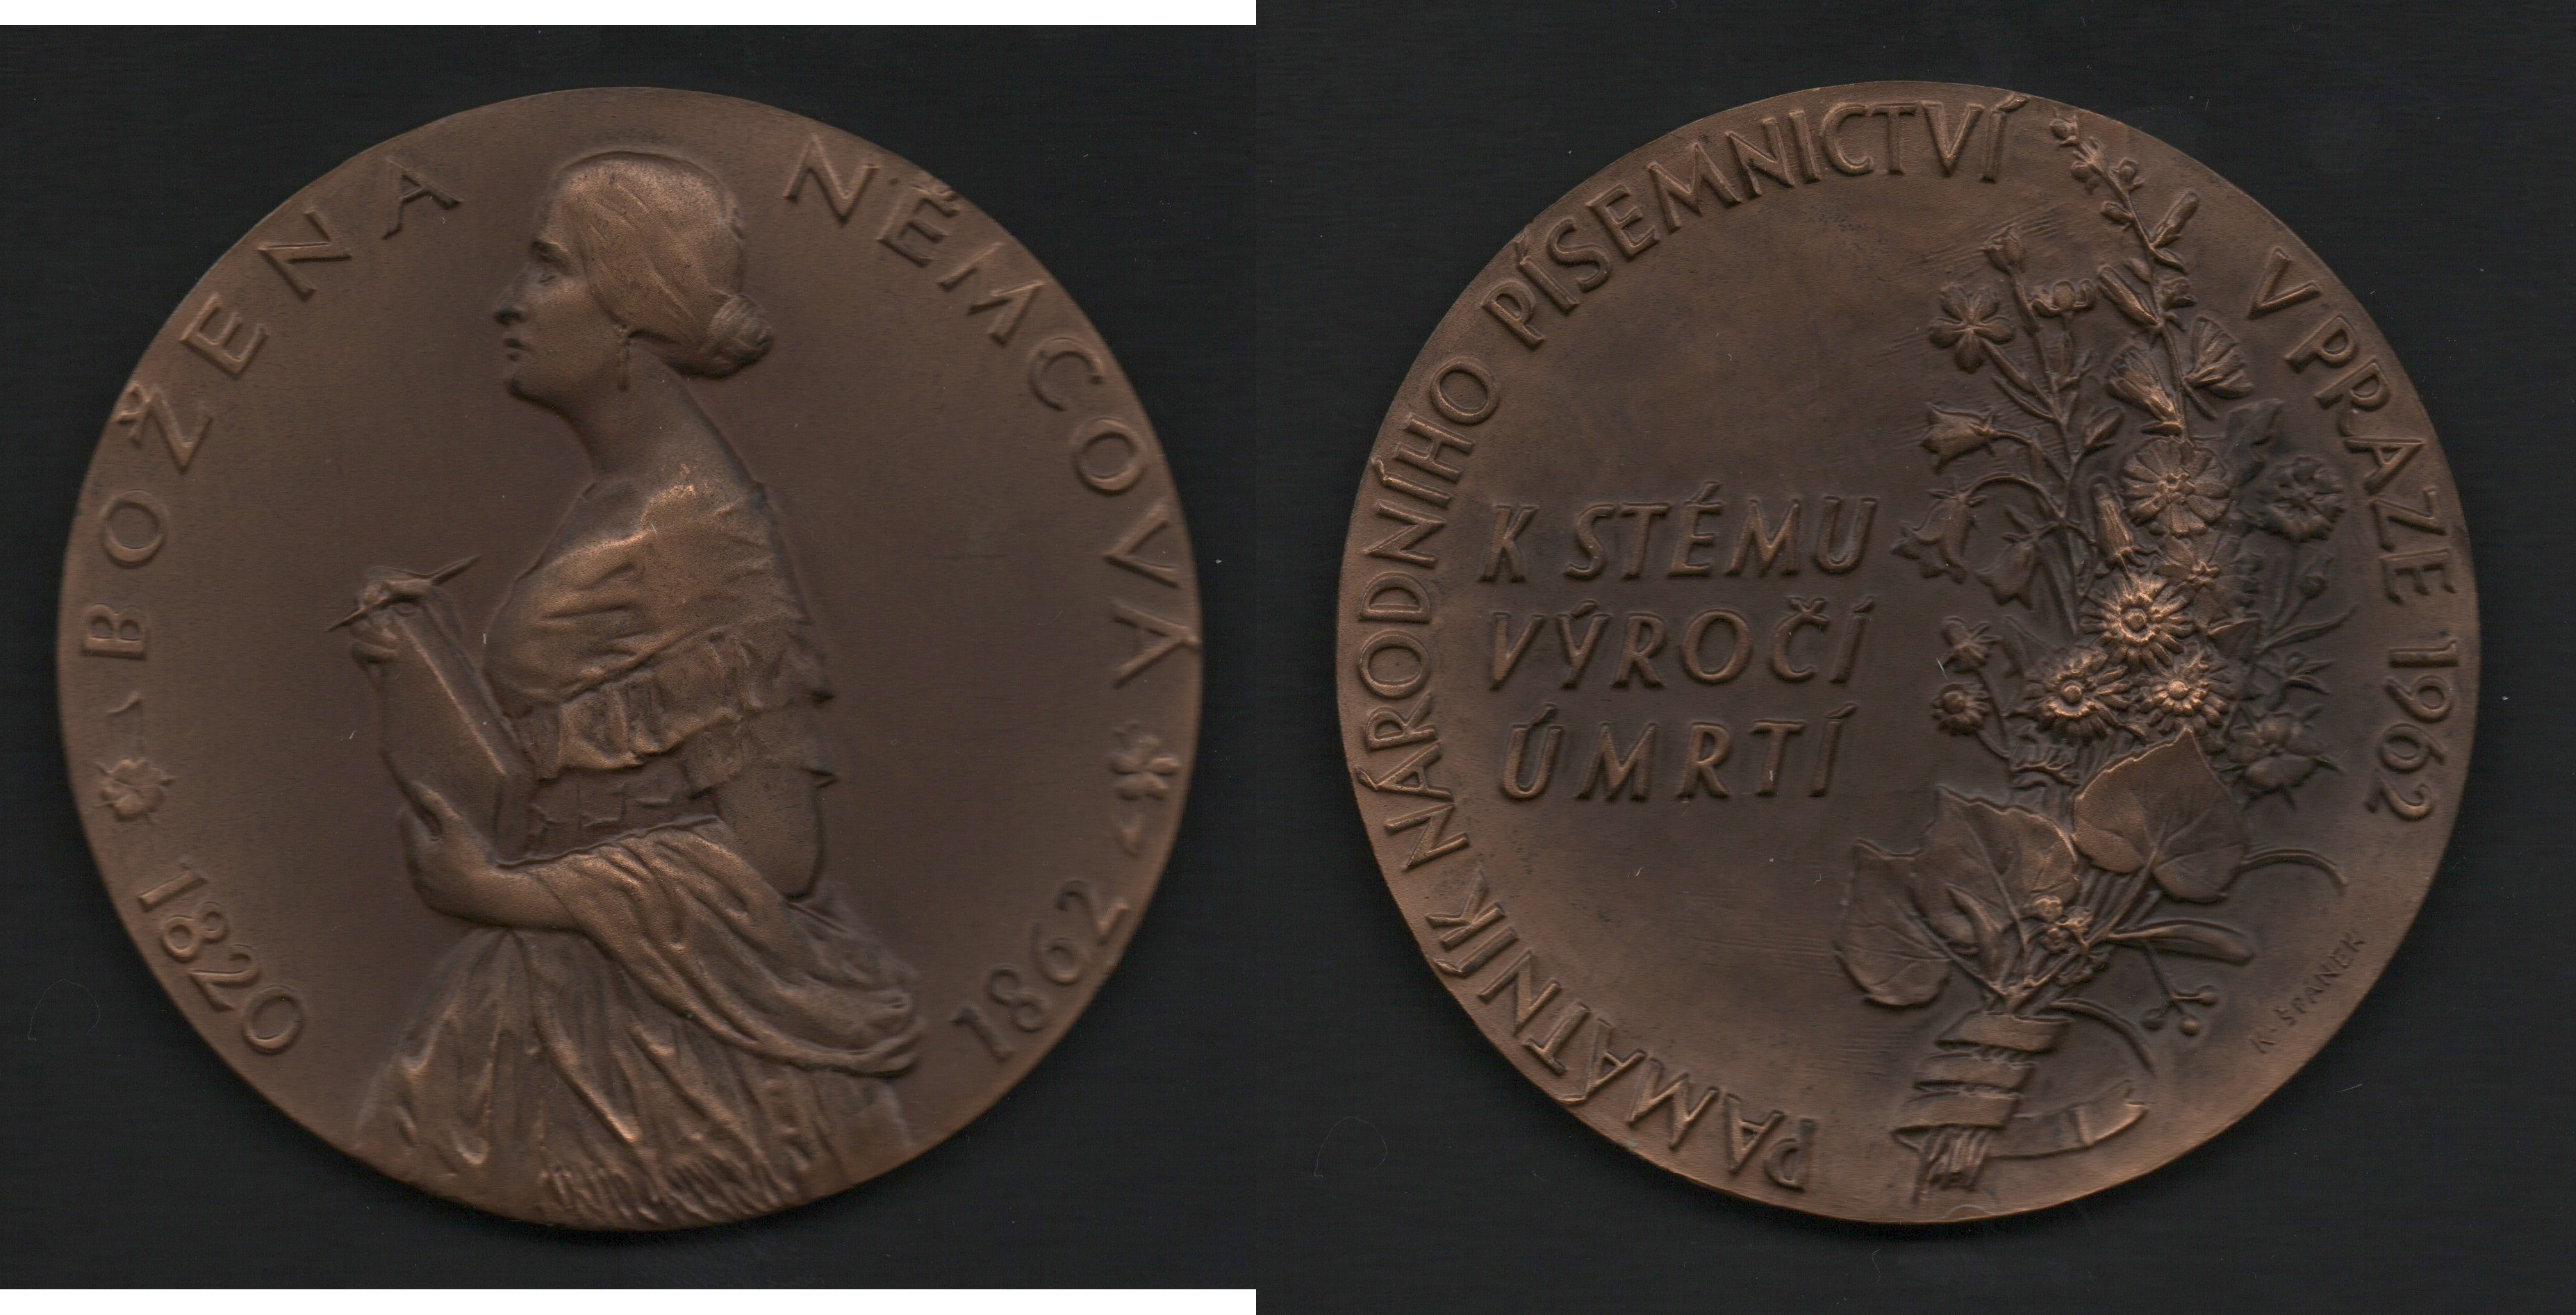 BOŽENA NĚMCOVÁ
1820
1862
PAMÁTNÍK NÁRODNÍHO PÍSEMNICTVÍ V PRAZE 1962
K STÉMU
VÝROČÍ
ÚMRTÍ
K·ŠPANEK